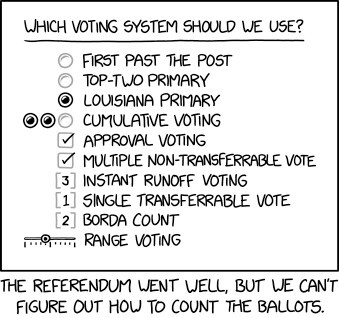 WHICH VOTING SYSTEM SHOULD WE USE?
FIRST PAST THE POST
TOP-TWO PRIMARY
LOUISIANA PRIMARY
CUMULATIVE VOTING
APPROVAL VOTING
MULTIPLE NON-TRANSFERRABLE VOTE
[3] INSTANT RUNOFF VOTING
[1] SINGLE TRANSFERRABLE VOTE
[2] BORDA COUNT
RANGE VOTING
THE REFERENDUM WENT WELL, BUT WE CAN'T
FIGURE OUT HOW TO COUNT THE BALLOTS.